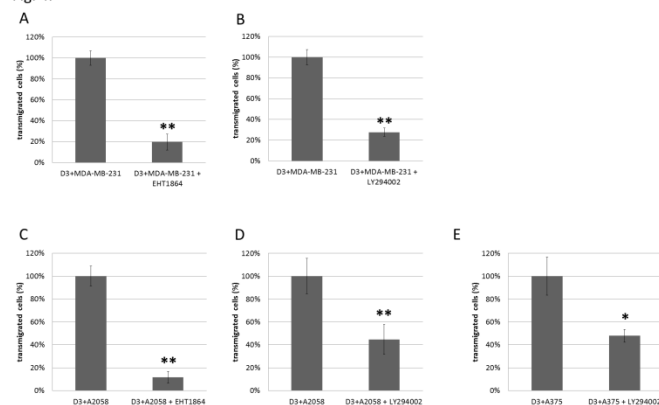 A
120%
100%
80%
60%
40%
20%
0%
transmigrated cells (%)
**
D3+MDA-MB-231
D3+MDA-MB-231 +
EHT1864
B
120%
100%
80%
60%
40%
20%
0%
transmigrated cells (%)
**
D3+MDA-MB-231
D3+MDA-MB-231 +
LY294002
C
120%
100%
80%
60%
40%
20%
0%
transmigrated cells (%)
**
D3+A2058
D3+A2058 + EHT1864
D
120%
100%
80%
60%
40%
20%
0%
transmigrated cells (%)
**
D3+A2058
D3+A2058 + LY294002
E
120%
100%
80%
60%
40%
20%
0%
transmigrated cells (%)
*
D3+A375
D3+A375 + LY294002